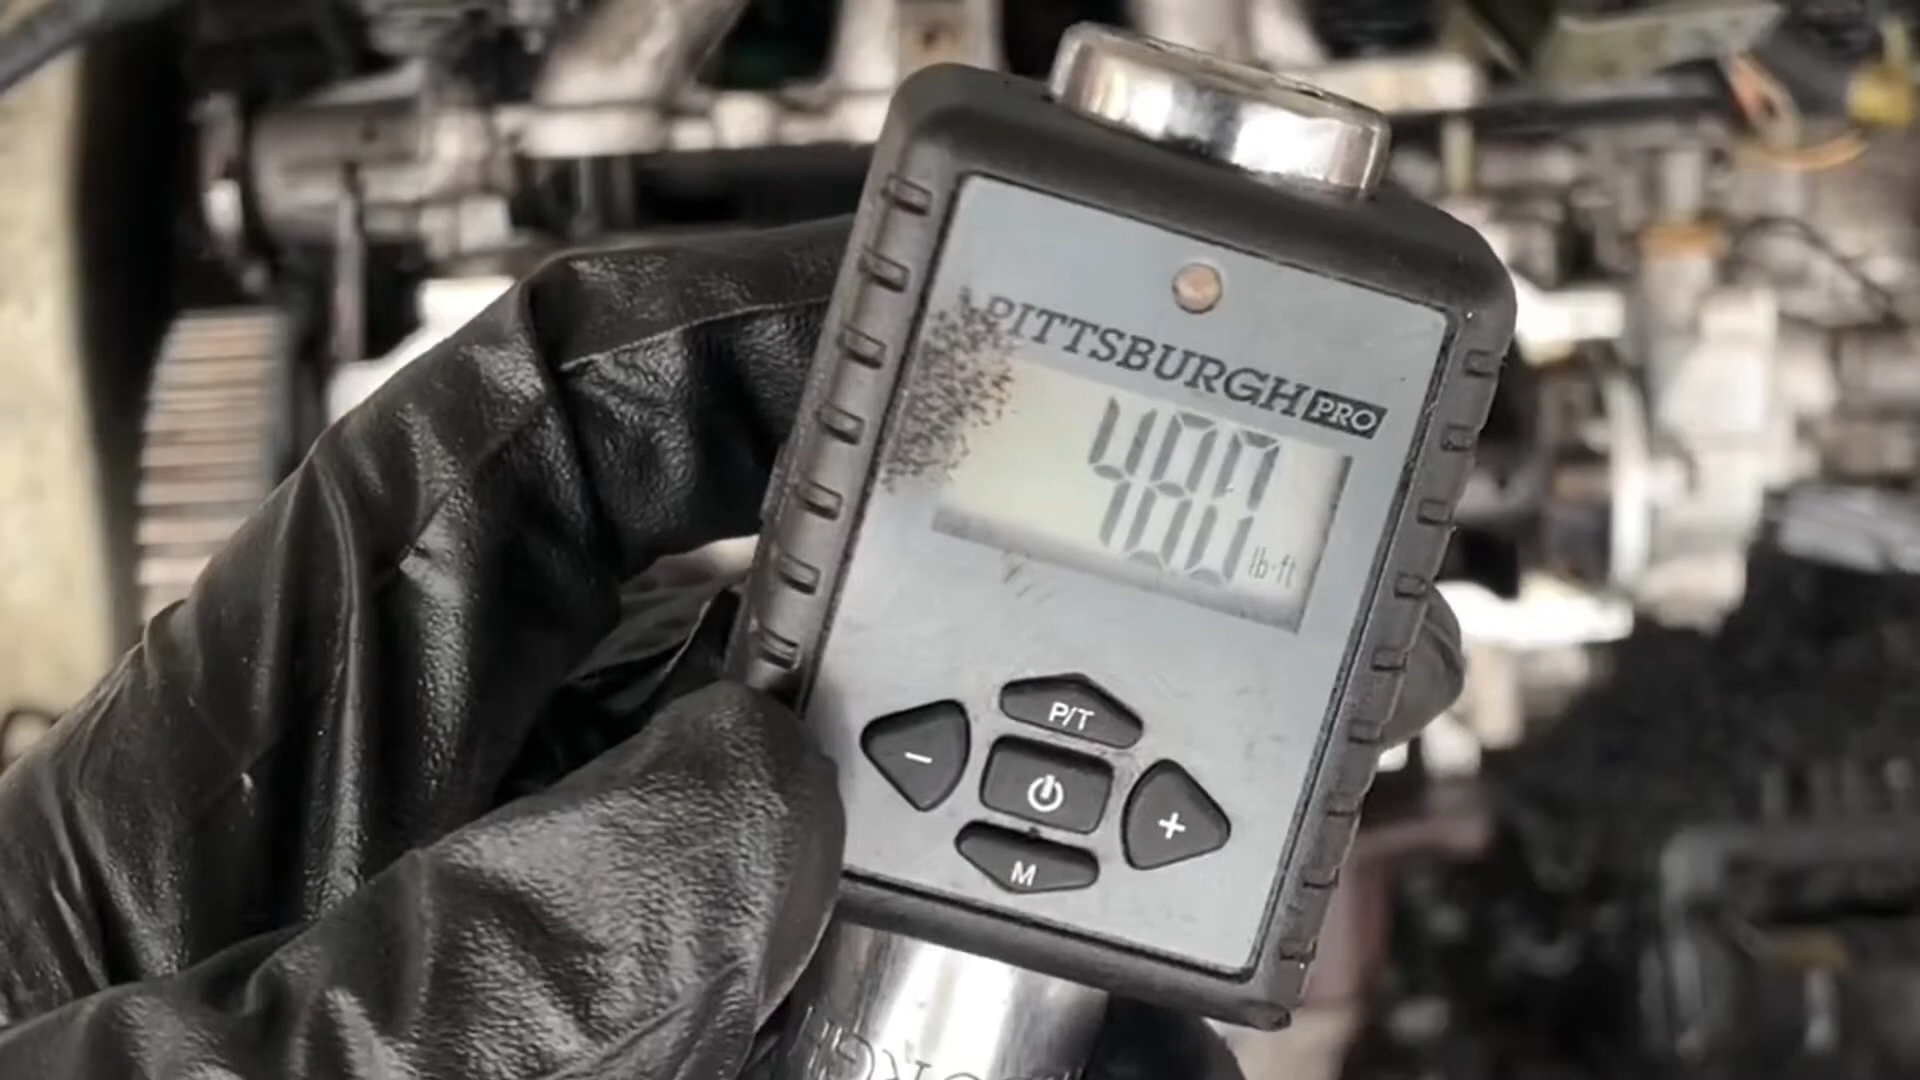 PITTSBURGH PRO
480 lb-ft
P/T
−
+
M